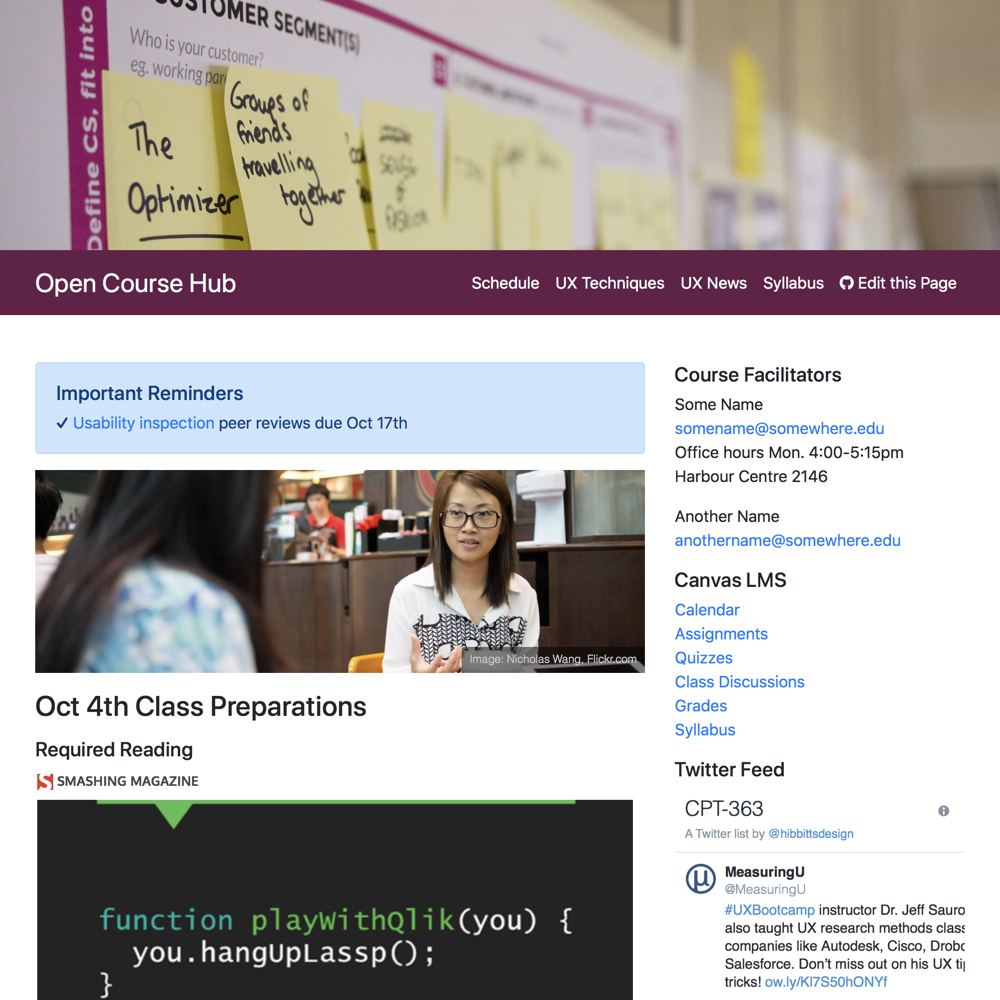 CUSTOMER SEGMENT(S)
Who is your customer?
eg. working
Define CS, fit into
The
Optimizer
Groups of
friends
travelling
together
Open Course Hub
Schedule
UX Techniques
UX News
Syllabus
Edit this Page
Important Reminders
✓ Usability inspection peer reviews due Oct 17th
Image: Nicholas Wang, Flickr.com
Oct 4th Class Preparations
Required Reading
SMASHING MAGAZINE
function playWithQlik(you) {
you.hangUpLassp();
}
Course Facilitators
Some Name
somename@somewhere.edu
Office hours Mon. 4:00-5:15pm
Harbour Centre 2146
Another Name
anothername@somewhere.edu
Canvas LMS
Calendar
Assignments
Quizzes
Class Discussions
Grades
Syllabus
Twitter Feed
CPT-363
A Twitter list by @hibbittsdesign
MeasuringU
@MeasuringU
#UXBootcamp instructor Dr. Jeff Sauro
also taught UX research methods class
companies like Autodesk, Cisco, Drobo
Salesforce. Don't miss out on his UX
tricks! ow.ly/Kl7S50hONYf